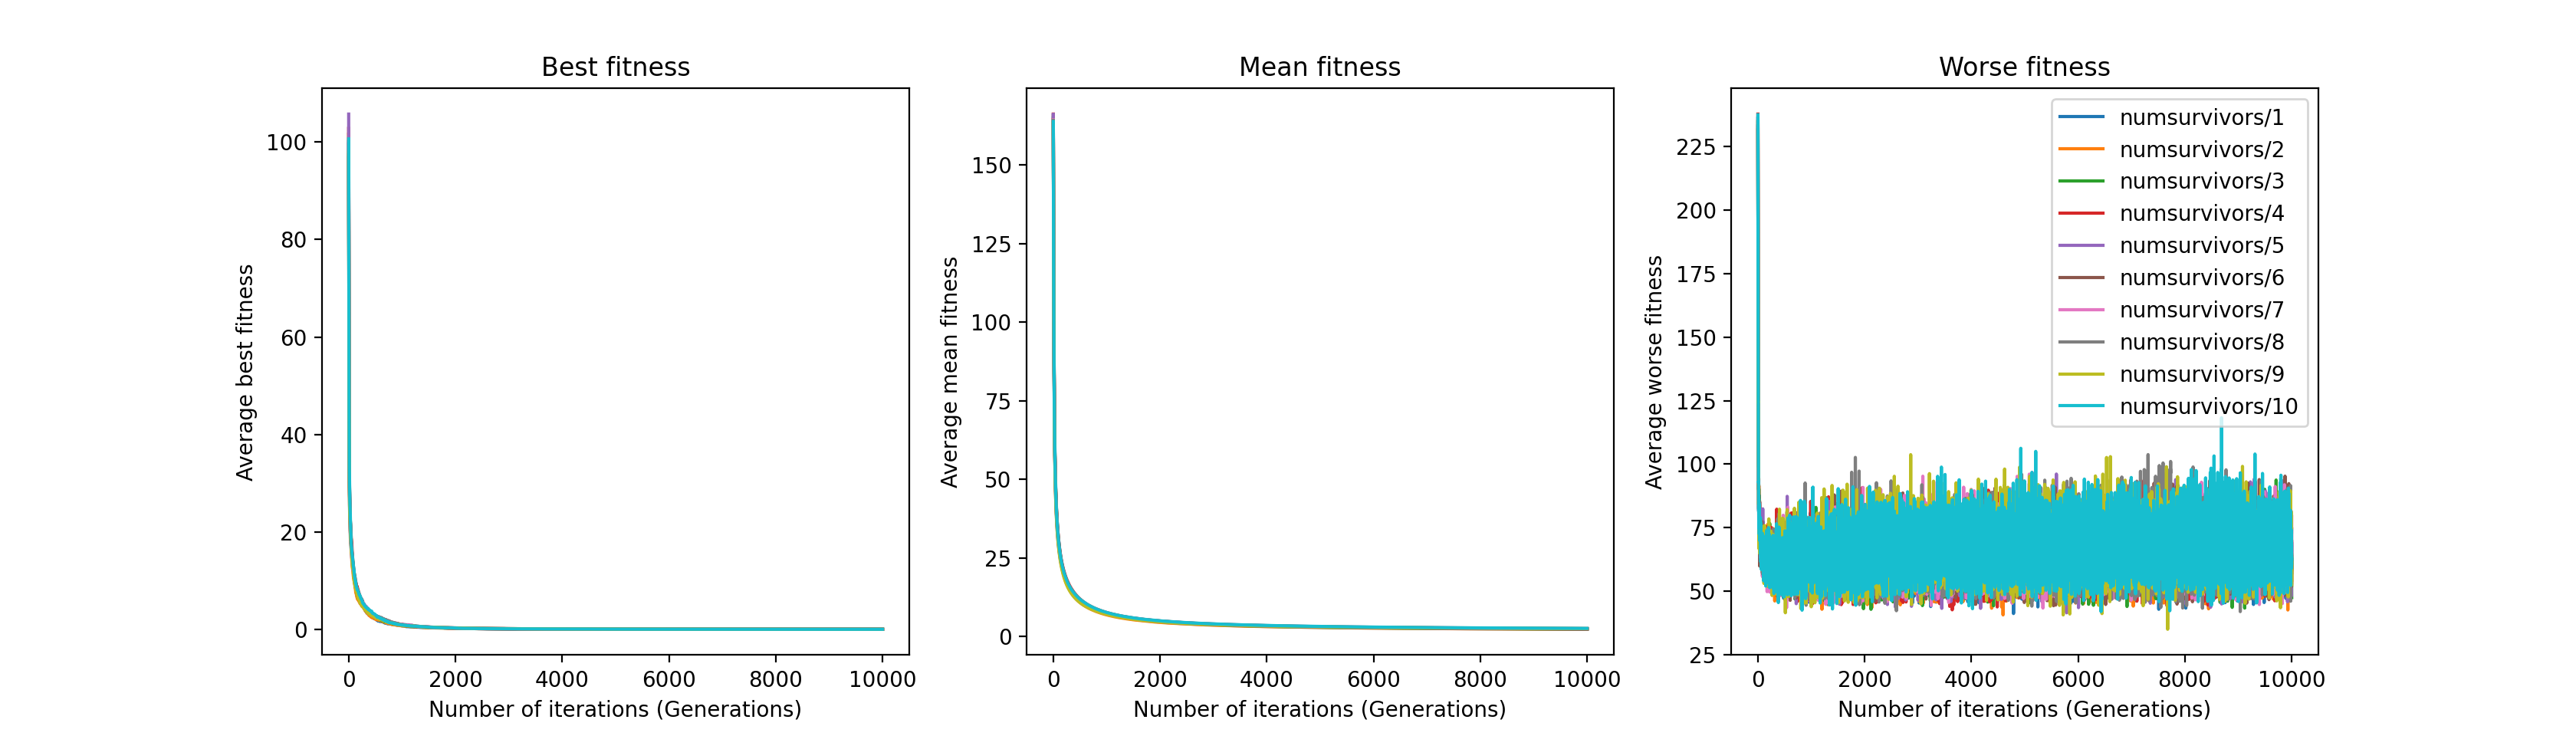 Best fitness
Average best fitness
100
80
60
40
20
0
0 2000 4000 6000 8000 10000
Number of iterations (Generations)
Mean fitness
Average mean fitness
150
125
100
75
50
25
0
0 2000 4000 6000 8000 10000
Number of iterations (Generations)
Worse fitness
Average worse fitness
225
200
175
150
125
100
75
50
25
0 2000 4000 6000 8000 10000
Number of iterations (Generations)
numsurvivors/1
numsurvivors/2
numsurvivors/3
numsurvivors/4
numsurvivors/5
numsurvivors/6
numsurvivors/7
numsurvivors/8
numsurvivors/9
numsurvivors/10